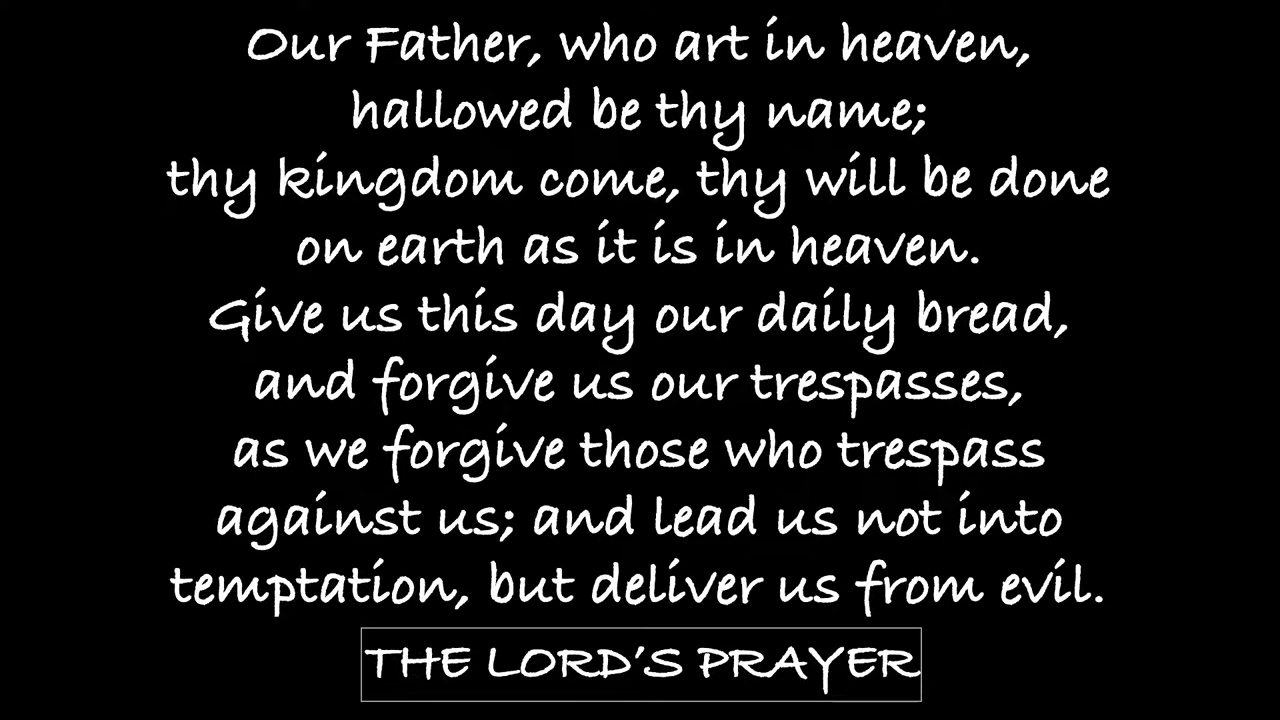 Our Father, who art in heaven,
hallowed be thy name;
thy kingdom come, thy will be done
on earth as it is in heaven.
Give us this day our daily bread,
and forgive us our trespasses,
as we forgive those who trespass
against us; and lead us not into
temptation, but deliver us from evil.
THE LORD'S PRAYER